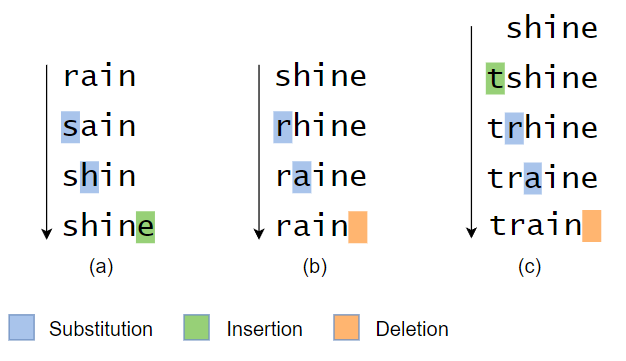 rain
sain
shin
shine
(a)
shine
rhine
raine
rain
(b)
shine
tshine
trhine
traine
train
(c)
Substitution
Insertion
Deletion